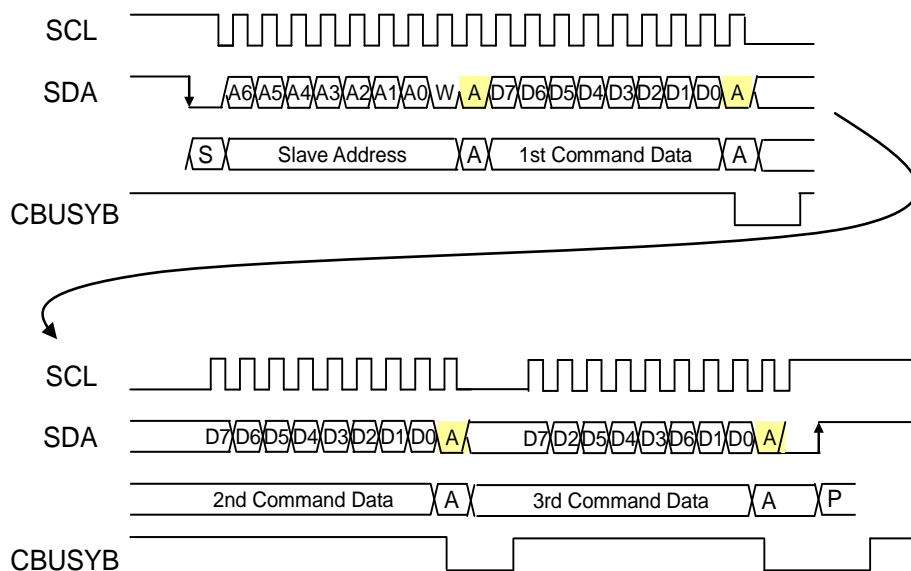 SCL
SDA A6 A5 A4 A3 A2 A1 A0 W A D7 D6 D5 D4 D3 D2 D1 D0 A
S Slave Address A 1st Command Data A
CBUSYB
SCL
SDA D7 D6 D5 D4 D3 D2 D1 D0 A D7 D2 D5 D4 D3 D6 D1 D0 A
2nd Command Data A 3rd Command Data A P
CBUSYB